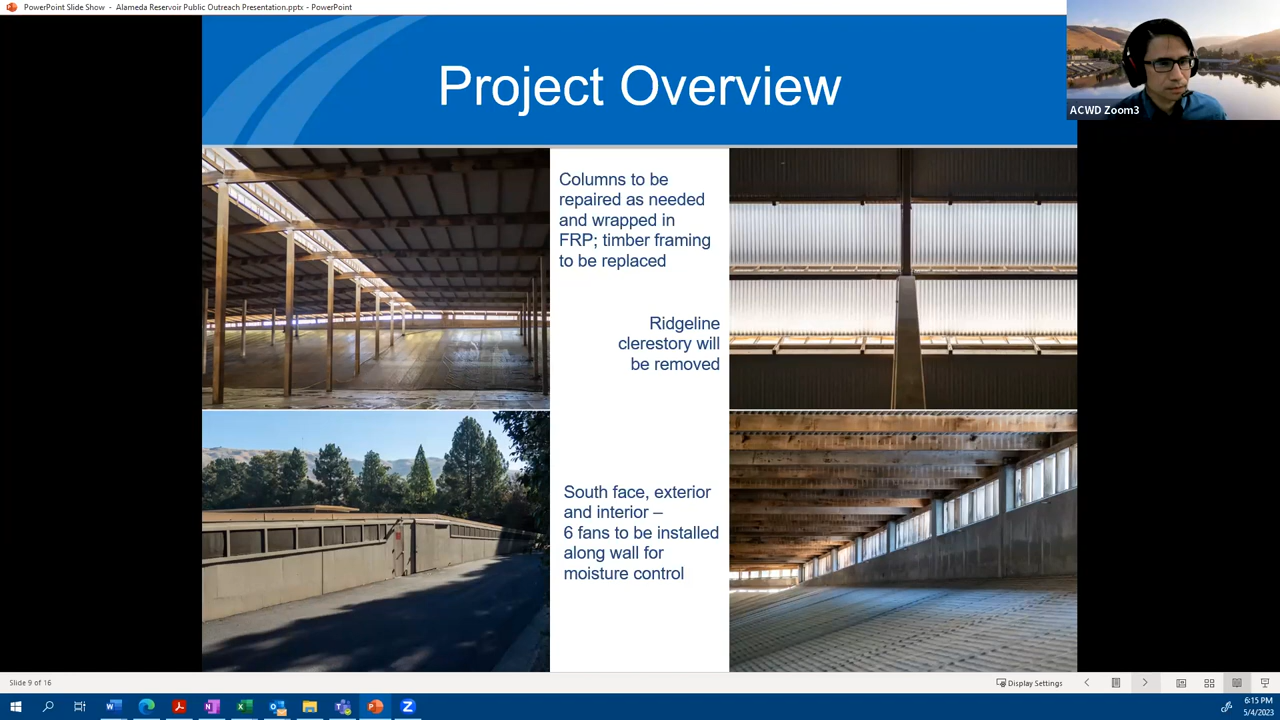 PowerPoint Slide Show - Alameda Reservoir Public Outreach Presentation.pptx - PowerPoint
ACWD Zoom3
Project Overview
Columns to be
repaired as needed
and wrapped in
FRP; timber framing
to be replaced
Ridgeline
clerestory will
be removed
South face, exterior
and interior –
6 fans to be installed
along wall for
moisture control
Slide 9 of 16
Display Settings
6:15 PM
5/4/2023